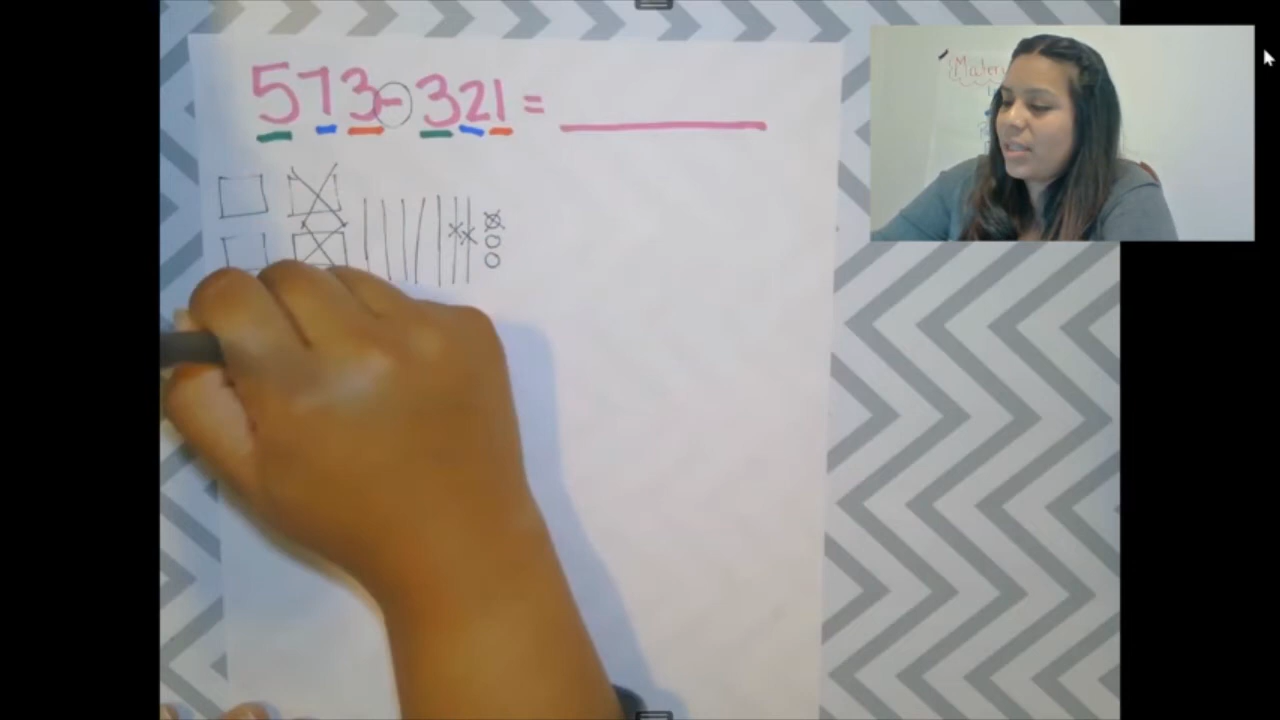 573 - 321 =